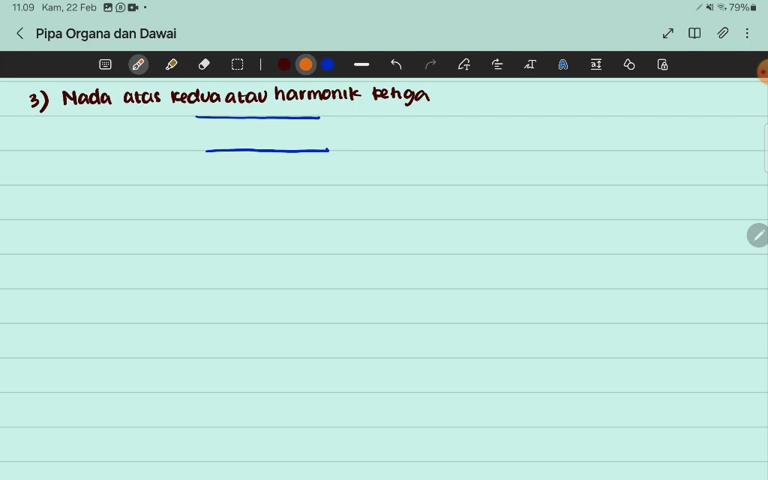 11.09 Kam, 22 Feb
79%
Pipa Organa dan Dawai
3) Nada atas kedua atau harmonik ketiga